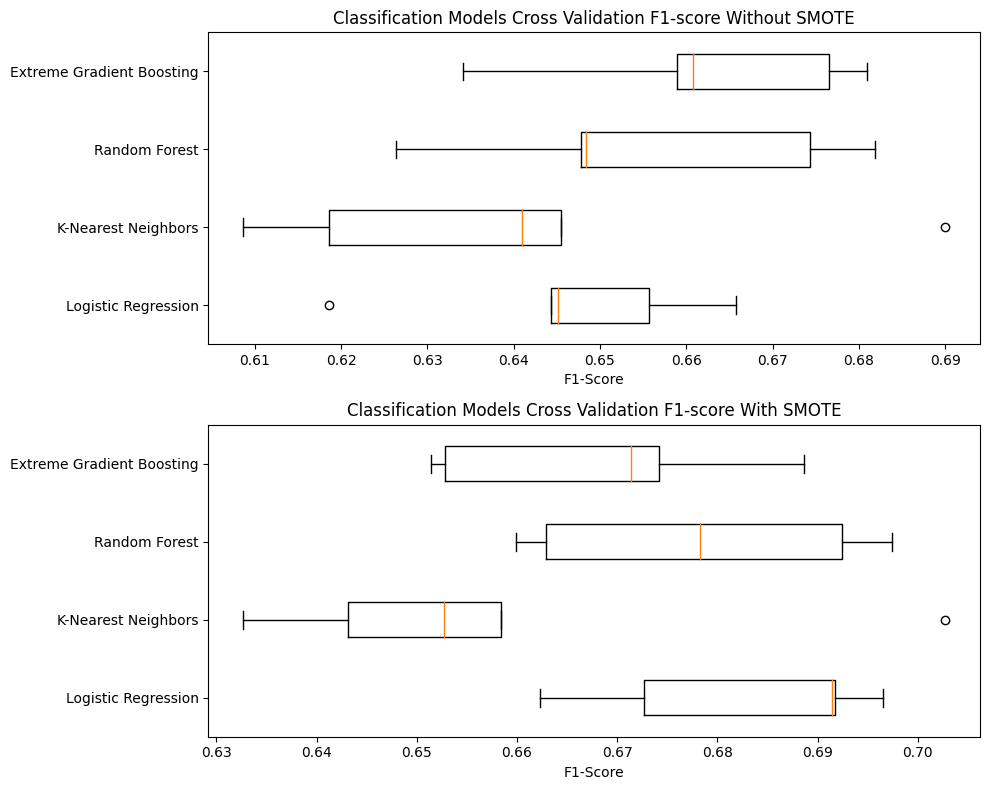 Classification Models Cross Validation F1-score Without SMOTE
Extreme Gradient Boosting
Random Forest
K-Nearest Neighbors
Logistic Regression
0.61 0.62 0.63 0.64 0.65 0.66 0.67 0.68 0.69
F1-Score
Classification Models Cross Validation F1-score With SMOTE
Extreme Gradient Boosting
Random Forest
K-Nearest Neighbors
Logistic Regression
0.63 0.64 0.65 0.66 0.67 0.68 0.69 0.70
F1-Score